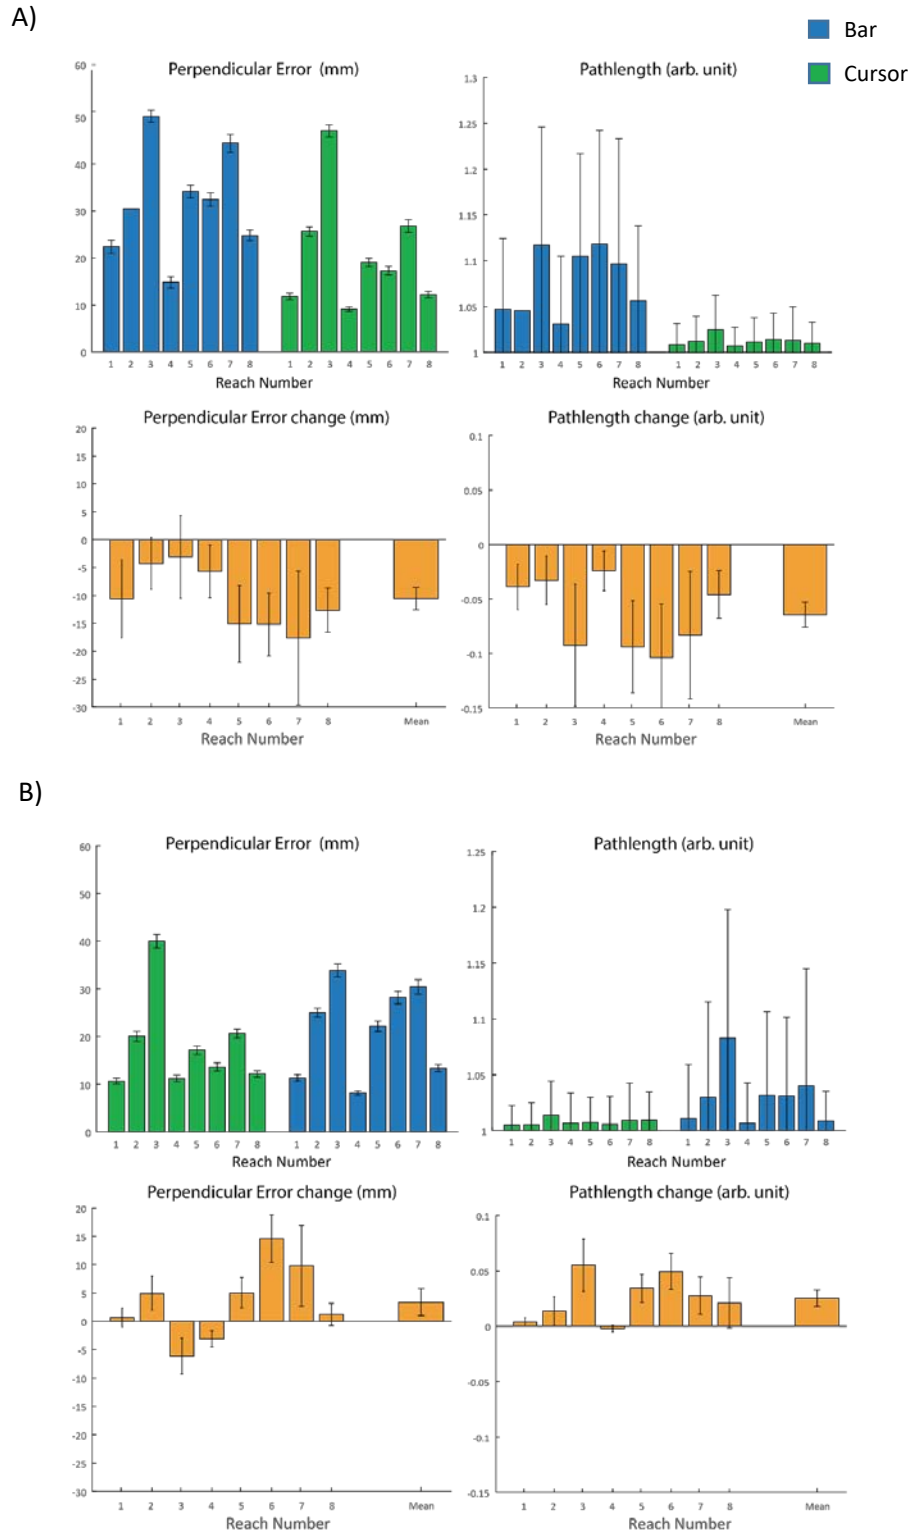 A)
Bar
Cursor
Perpendicular Error (mm)
60
50
40
30
20
10
0
1 2 3 4 5 6 7 8 1 2 3 4 5 6 7 8
Reach Number
Pathlength (arb. unit)
1.3
1.25
1.2
1.15
1.1
1.05
1
1 2 3 4 5 6 7 8 1 2 3 4 5 6 7 8
Reach Number
Perpendicular Error change (mm)
20
15
10
5
0
-5
-10
-15
-20
-25
-30
1 2 3 4 5 6 7 8 Mean
Reach Number
Pathlength change (arb. unit)
0.1
0.05
0
-0.05
-0.1
-0.15
1 2 3 4 5 6 7 8 Mean
Reach Number
B)
Perpendicular Error (mm)
60
50
40
30
20
10
0
1 2 3 4 5 6 7 8 1 2 3 4 5 6 7 8
Reach Number
Pathlength (arb. unit)
1.25
1.2
1.15
1.1
1.05
1
1 2 3 4 5 6 7 8 1 2 3 4 5 6 7 8
Reach Number
Perpendicular Error change (mm)
20
15
10
5
0
-5
-10
-15
-20
-25
-30
1 2 3 4 5 6 7 8 Mean
Reach Number
Pathlength change (arb. unit)
0.1
0.05
0
-0.05
-0.1
-0.15
1 2 3 4 5 6 7 8 Mean
Reach Number